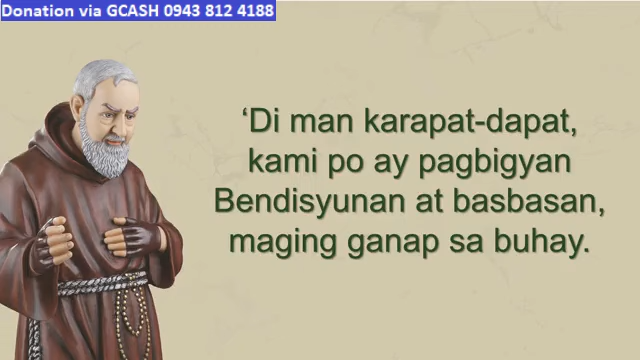 Donation via GCASH 0943 812 4188
‘Di man karapat-dapat,
kami po ay pagbigyan
Bendisyunan at basbasan,
maging ganap sa buhay.